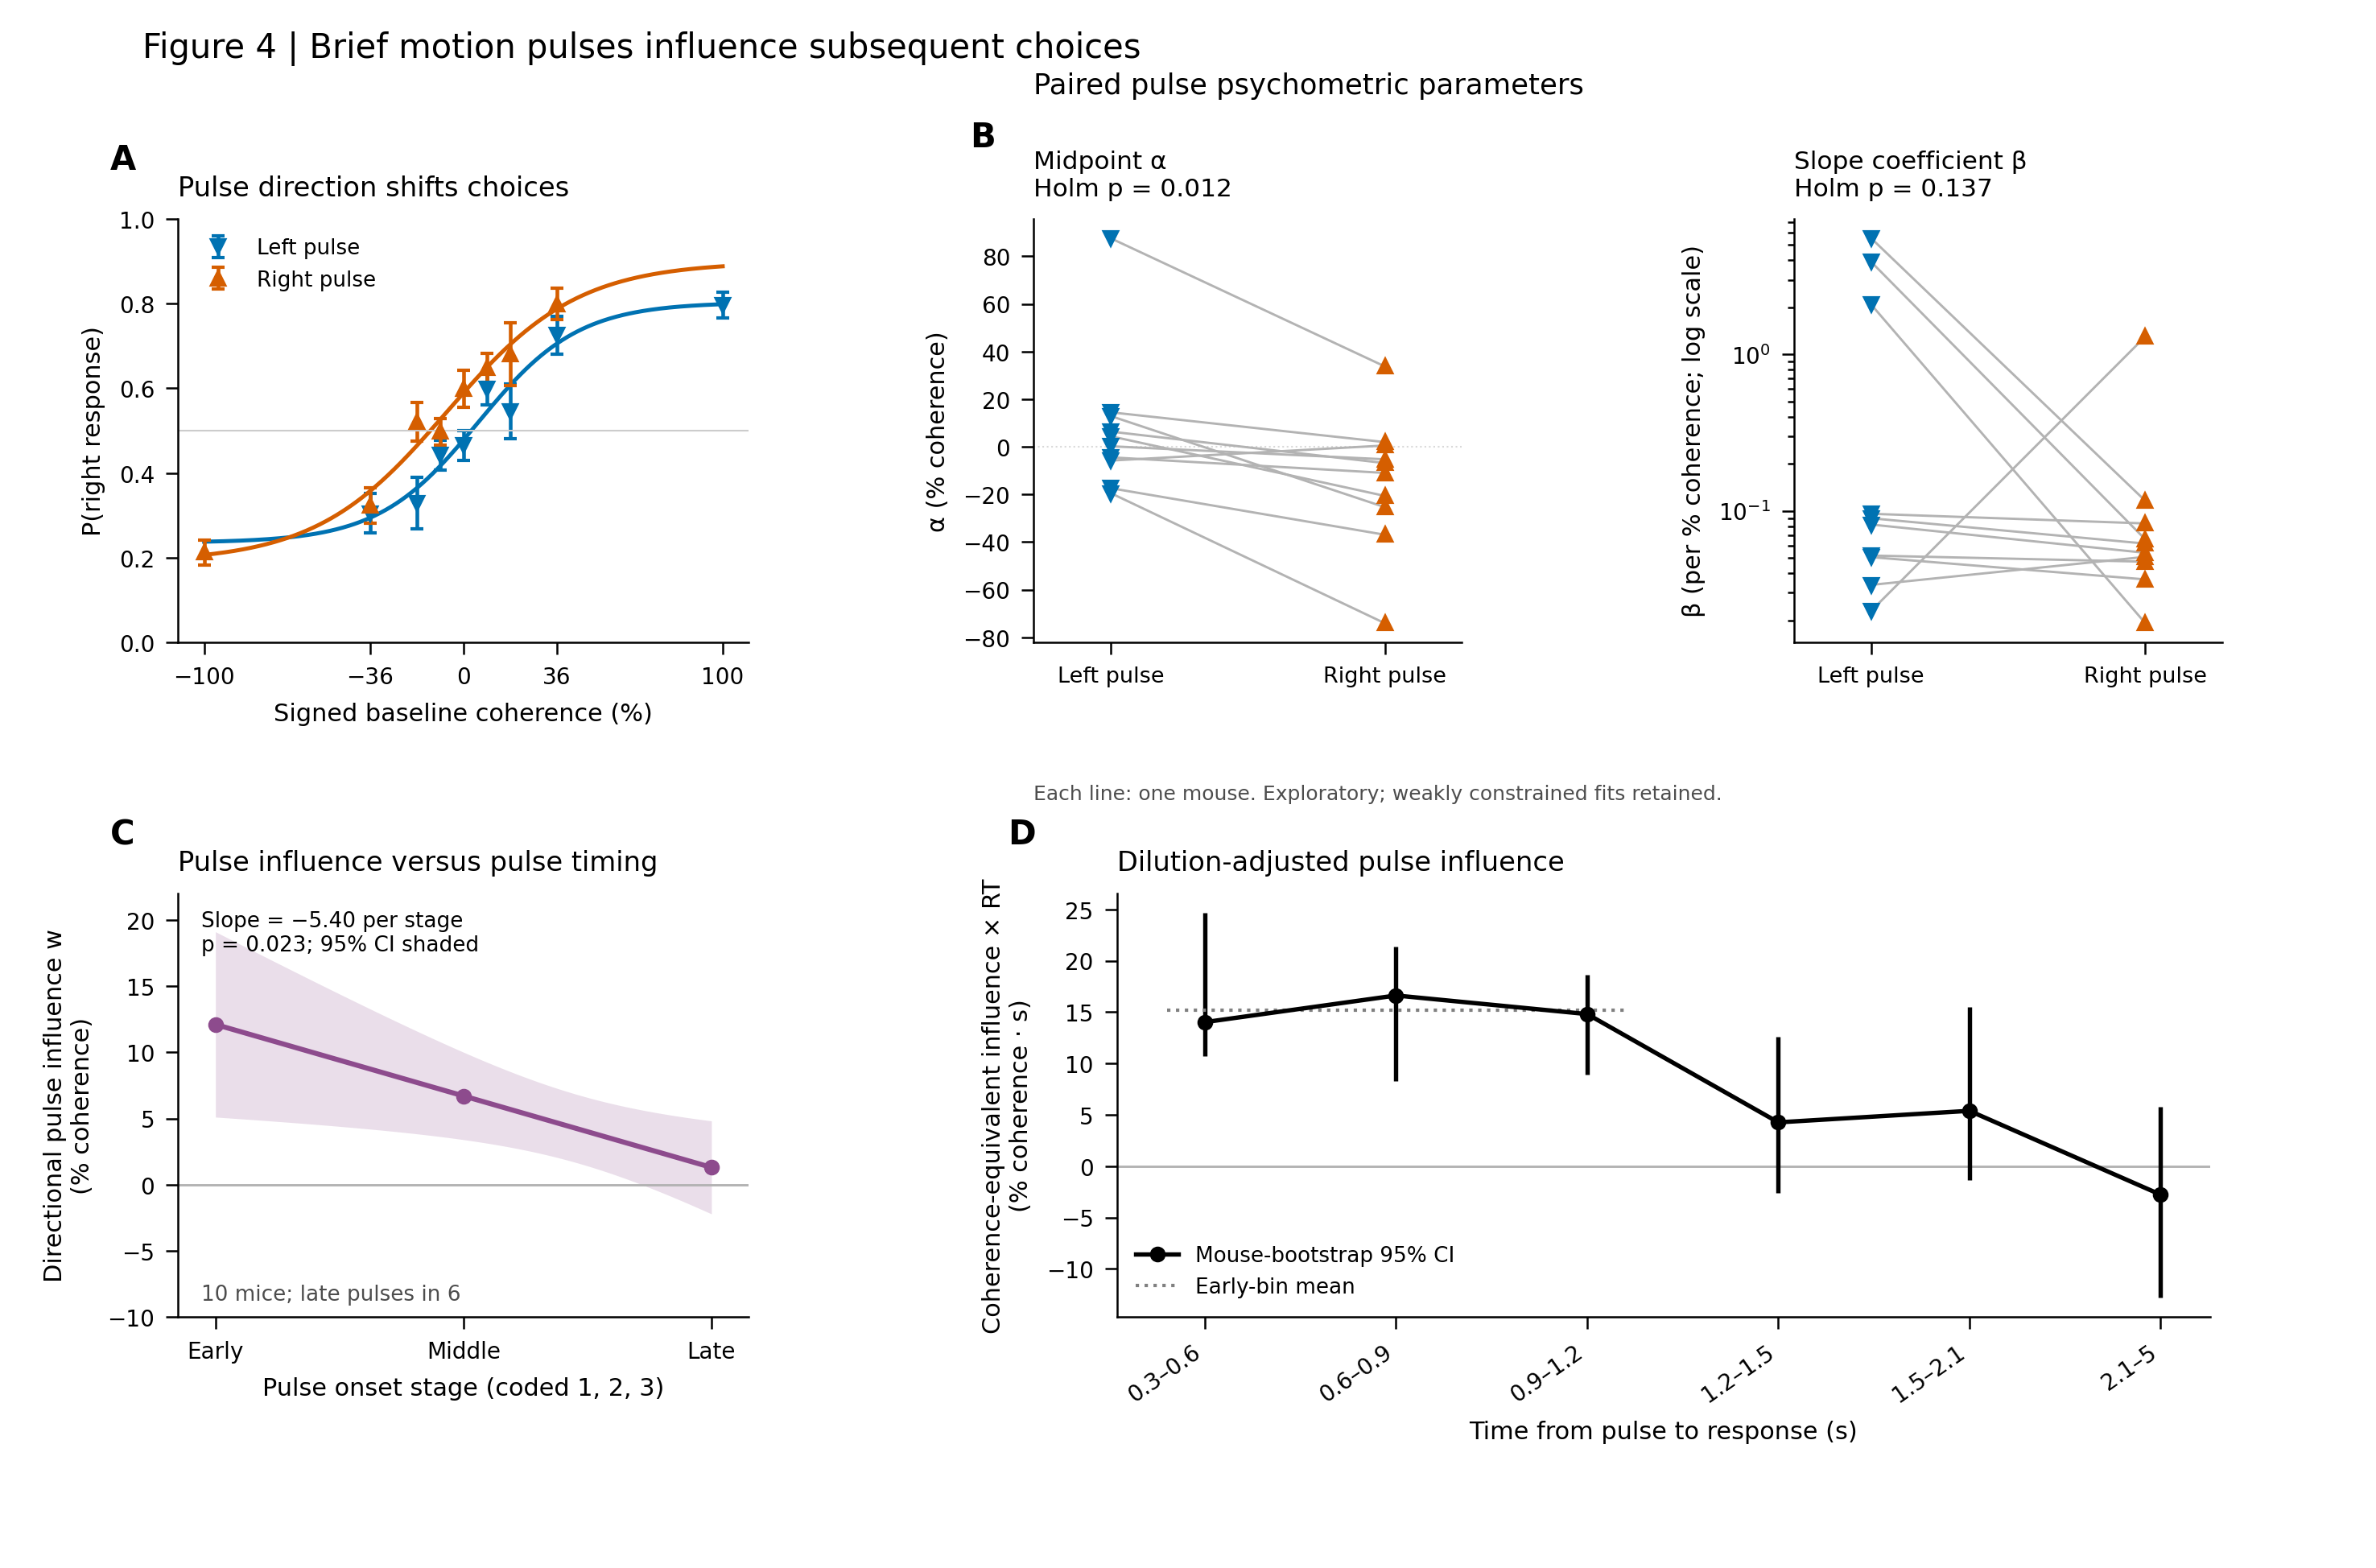 Figure 4 | Brief motion pulses influence subsequent choices
Paired pulse psychometric parameters
A
Pulse direction shifts choices
1.0
0.8
0.6
0.4
0.2
0.0
P(right response)
Left pulse
Right pulse
−100
−36
0
36
100
Signed baseline coherence (%)
B
Midpoint α
Holm p = 0.012
80
60
40
20
0
−20
−40
−60
−80
α (% coherence)
Left pulse
Right pulse
Slope coefficient β
Holm p = 0.137
10⁰
10⁻¹
β (per % coherence; log scale)
Left pulse
Right pulse
Each line: one mouse. Exploratory; weakly constrained fits retained.
C
Pulse influence versus pulse timing
20
15
10
5
0
−5
−10
Directional pulse influence w
(% coherence)
Slope = −5.40 per stage
p = 0.023; 95% CI shaded
10 mice; late pulses in 6
Early
Middle
Late
Pulse onset stage (coded 1, 2, 3)
D
Dilution-adjusted pulse influence
25
20
15
10
5
0
−5
−10
Coherence-equivalent influence × RT
(% coherence · s)
Mouse-bootstrap 95% CI
Early-bin mean
0.3–0.6
0.6–0.9
0.9–1.2
1.2–1.5
1.5–2.1
2.1–5
Time from pulse to response (s)